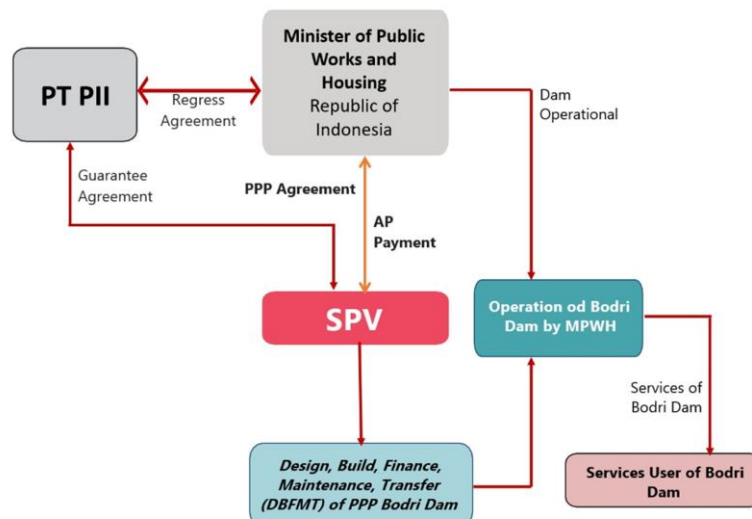 Minister of Public
Works and
Housing
Republic of
Indonesia
PT PII
Regress
Agreement
Dam
Operational
Guarantee
Agreement
PPP Agreement
AP
Payment
SPV
Operation od Bodri
Dam by MPWH
Services of
Bodri Dam
Design, Build, Finance,
Maintenance, Transfer
(DBFMT) of PPP Bodri Dam
Services User of Bodri
Dam